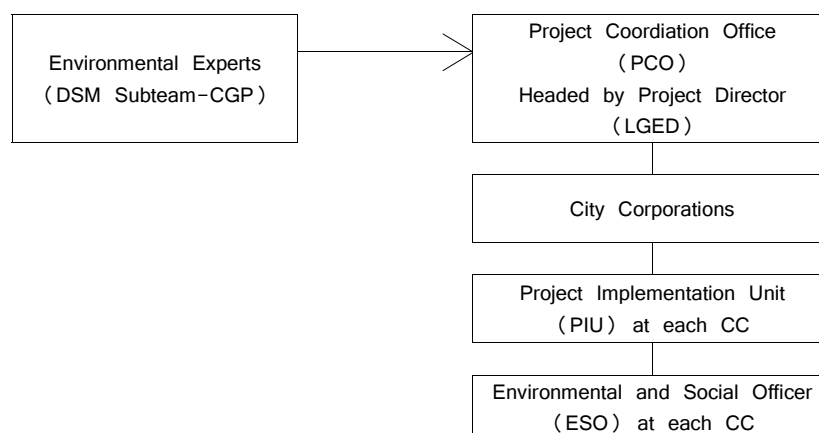 Environmental Experts
(DSM Subteam-CGP)
Project Coordiation Office
(PCO)
Headed by Project Director
(LGED)
City Corporations
Project Implementation Unit
(PIU) at each CC
Environmental and Social Officer
(ESO) at each CC